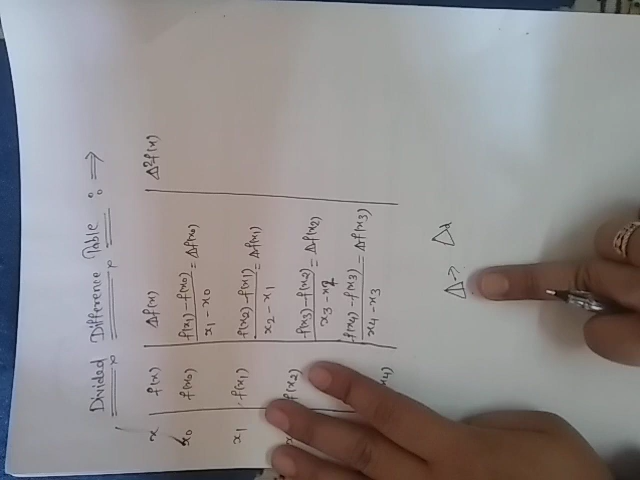 Divided Difference Table : ⇒
x f(x) Δf(x) Δ²f(x)
x₀ f(x₀) f(x₁)-f(x₀)/x₁-x₀ = Δf(x₀)
x₁ f(x₁) f(x₂)-f(x₁)/x₂-x₁ = Δf(x₁)
f(x₂) f(x₃)-f(x₂)/x₃-x₂ = Δf(x₂)
x₄) f(x₄)-f(x₃)/x₄-x₃ = Δf(x₃)
Δ→ Δ